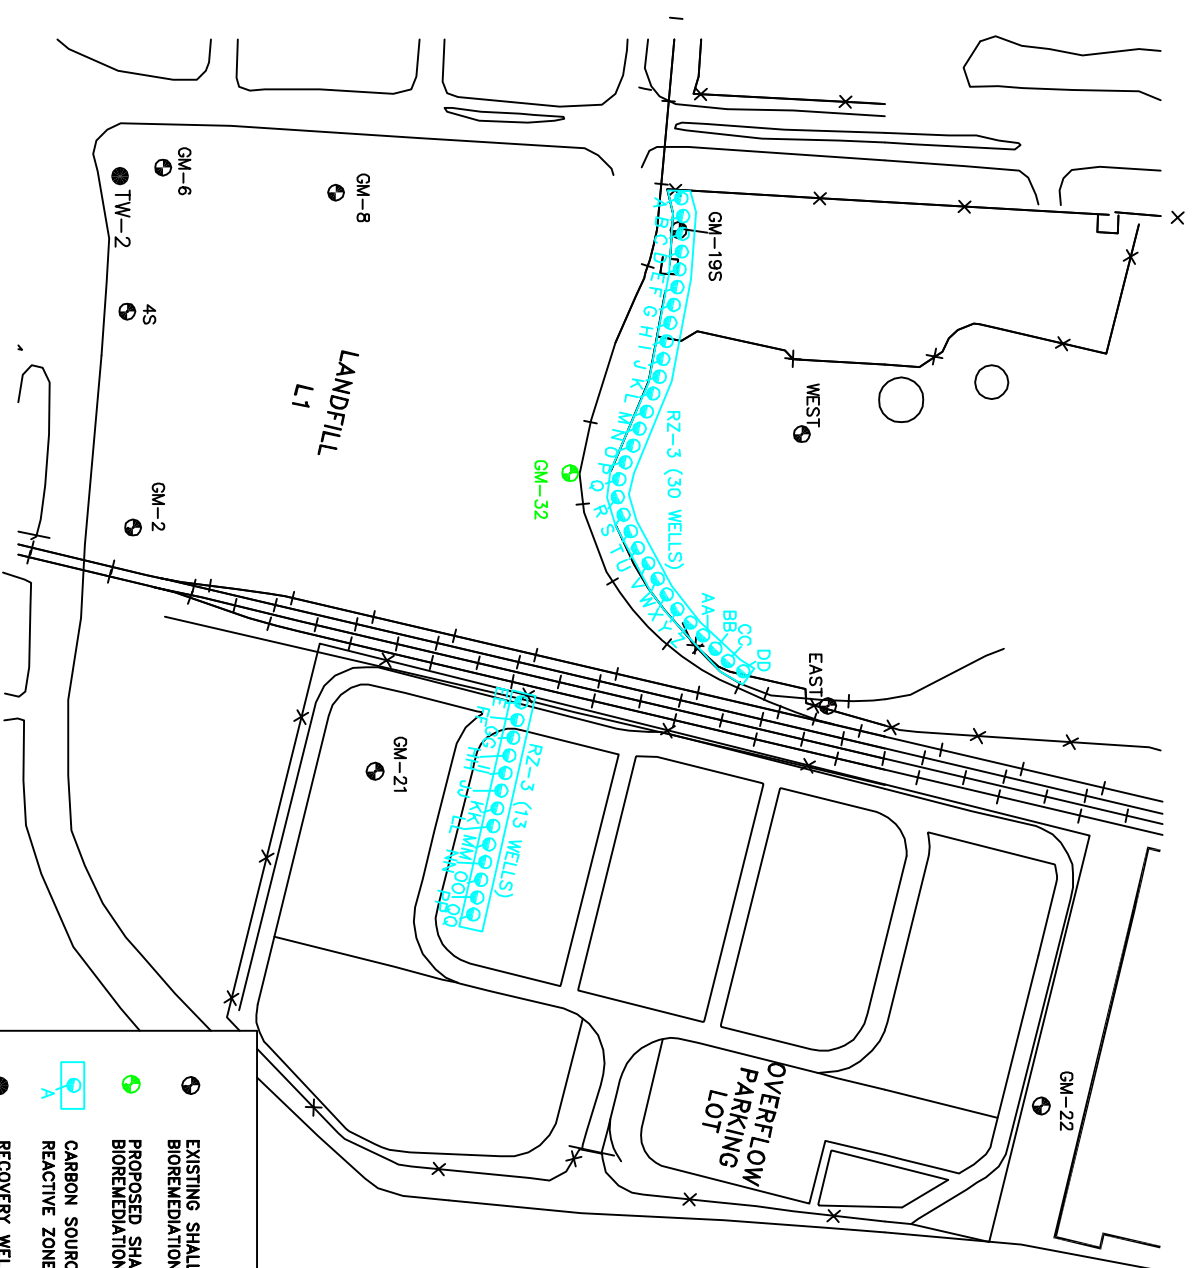 GM-6
TW-2
GM-8
4S
GM-2
LANDFILL
L1
GM-19S
WEST
EAST
GM-32
RZ-3 (30 WELLS)
A
B
C
D
E
F
G
H
I
J
K
L
M
N
O
P
Q
R
S
T
U
V
W
X
Y
Z
AA
BB
CC
DD
GM-21
RZ-3 (13 WELLS)
EE
FF
GG
HH
II
JJ
KK
LL
MM
NN
OO
PP
QQ
OVERFLOW
PARKING
LOT
GM-22
EXISTING SHALL
BIOREMEDIATION
PROPOSED SHA
BIOREMEDIATION
A
CARBON SOURC
REACTIVE ZONE
RECOVERY WEL